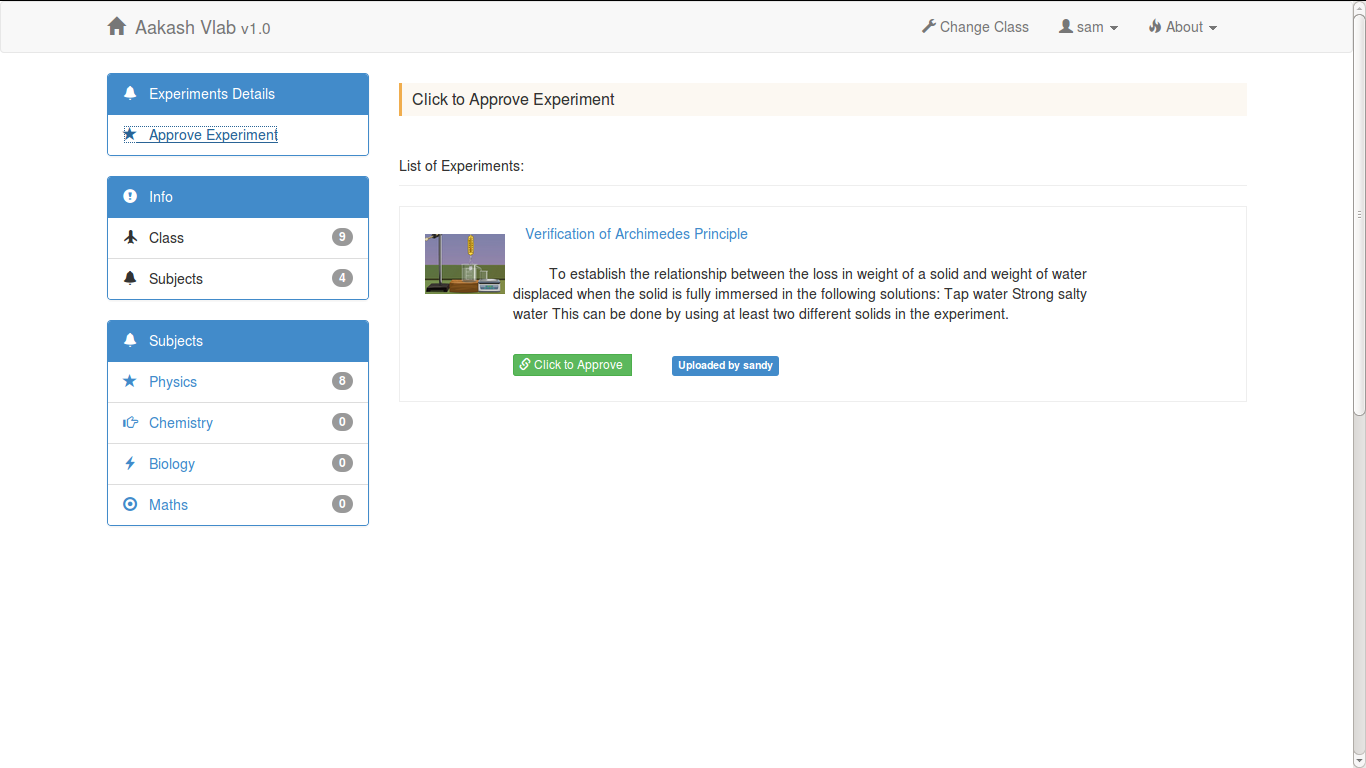 Aakash Vlab v1.0
Change Class
sam
About
Experiments Details
Approve Experiment
Info
Class 9
Subjects 4
Subjects
Physics 8
Chemistry 0
Biology 0
Maths 0
Click to Approve Experiment
List of Experiments:
Verification of Archimedes Principle
To establish the relationship between the loss in weight of a solid and weight of water
displaced when the solid is fully immersed in the following solutions: Tap water Strong salty
water This can be done by using at least two different solids in the experiment.
Click to Approve
Uploaded by sandy